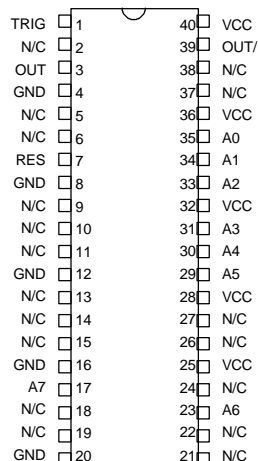 TRIG 1 40 VCC
N/C 2 39 OUT/
OUT 3 38 N/C
GND 4 37 N/C
N/C 5 36 VCC
N/C 6 35 A0
RES 7 34 A1
GND 8 33 A2
N/C 9 32 VCC
N/C 10 31 A3
N/C 11 30 A4
GND 12 29 A5
N/C 13 28 VCC
N/C 14 27 N/C
N/C 15 26 N/C
GND 16 25 VCC
A7 17 24 N/C
N/C 18 23 A6
N/C 19 22 N/C
GND 20 21 N/C